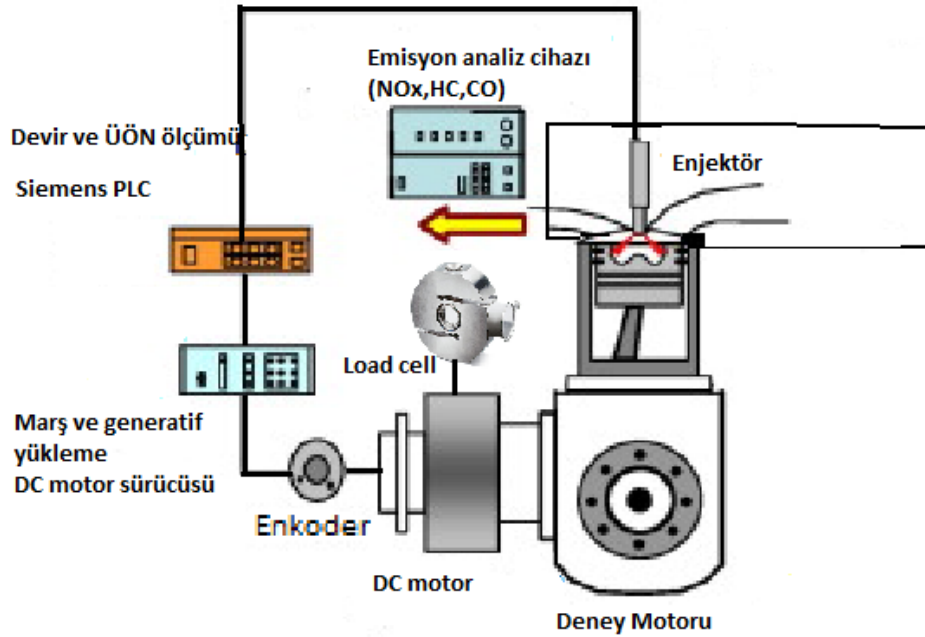 Emisyon analiz cihazı
(NOx,HC,CO)
Devir ve ÜÖN ölçümü
Siemens PLC
Enjektör
Load cell
Marş ve generatif
yükleme
DC motor sürücüsü
Enkoder
DC motor
Deney Motoru